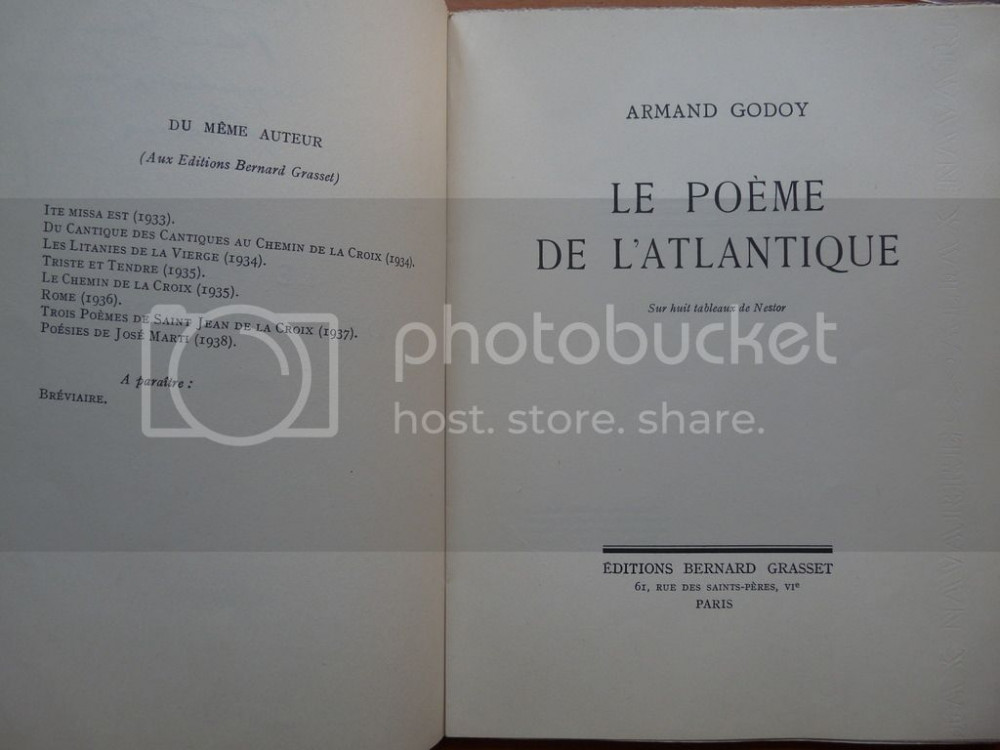 DU MÊME AUTEUR
(Aux Editions Bernard Grasset)
ITE MISSA EST (1933).
DU CANTIQUE DES CANTIQUES AU CHEMIN DE LA CROIX (1934).
LES LITANIES DE LA VIERGE (1934).
TRISTE ET TENDRE (1935).
LE CHEMIN DE LA CROIX (1935).
ROME (1936).
TROIS POÈMES DE SAINT JEAN DE LA CROIX (1937).
POÉSIES DE JOSÉ MARTI (1938).
A paraître :
BRÉVIAIRE.
ARMAND GODOY
LE POÈME
DE L'ATLANTIQUE
Sur huit tableaux de Nestor
ÉDITIONS BERNARD GRASSET
61, RUE DES SAINTS-PÈRES, VIe
PARIS
photobucket
host. store. share.